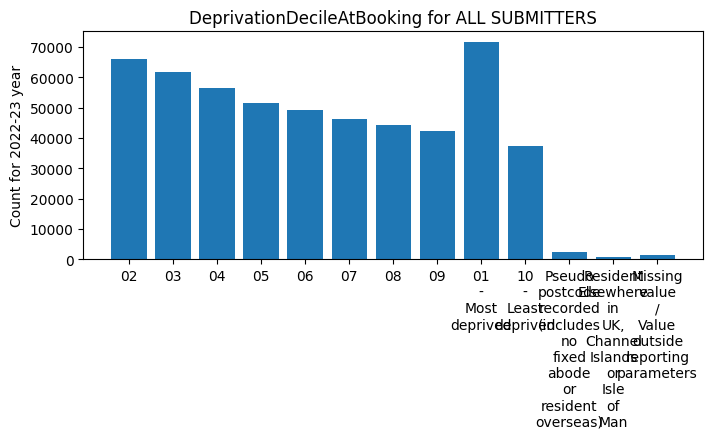 DeprivationDecileAtBooking for ALL SUBMITTERS
Count for 2022-23 year
70000
60000
50000
40000
30000
20000
10000
0
02
03
04
05
06
07
08
09
01
-
Most
deprived
10
-
Least
deprived
Pseudo
postcode
recorded
(includes
no
fixed
abode
or
resident
overseas)
Resident
Elsewhere
in
UK,
Channel
Islands
or
Isle
of
Man
Missing
value
/
Value
outside
reporting
parameters